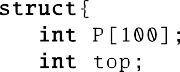 struct{
int P[100];
int top;